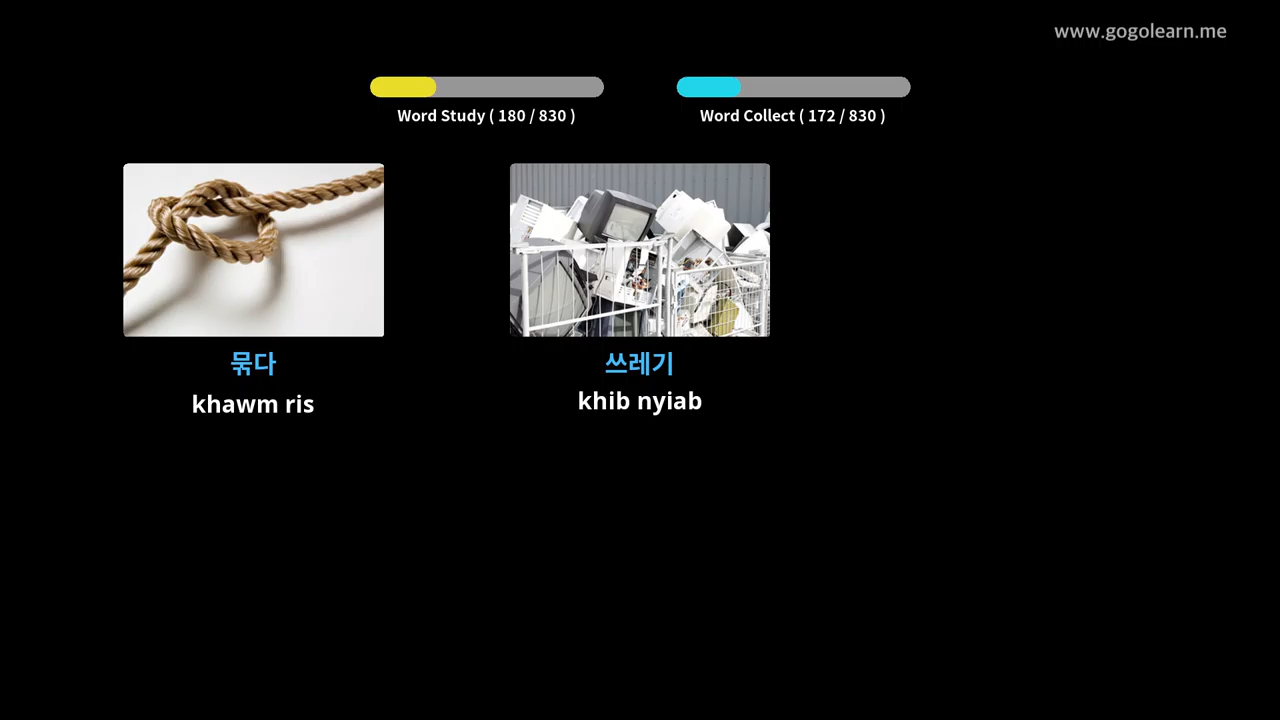 www.gogolearn.me
Word Study ( 180 / 830 )
Word Collect ( 172 / 830 )
묶다
khawm ris
쓰레기
khib nyiab